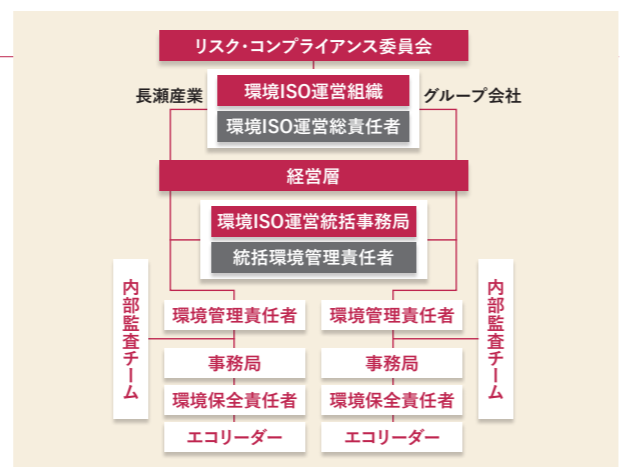 リスク・コンプライアンス委員会
長瀬産業
環境ISO運営組織
グループ会社
環境ISO運営総責任者
経営層
環境ISO運営統括事務局
統括環境管理責任者
内部監査チーム
環境管理責任者
環境管理責任者
内部監査チーム
事務局
事務局
環境保全責任者
環境保全責任者
エコリーダー
エコリーダー